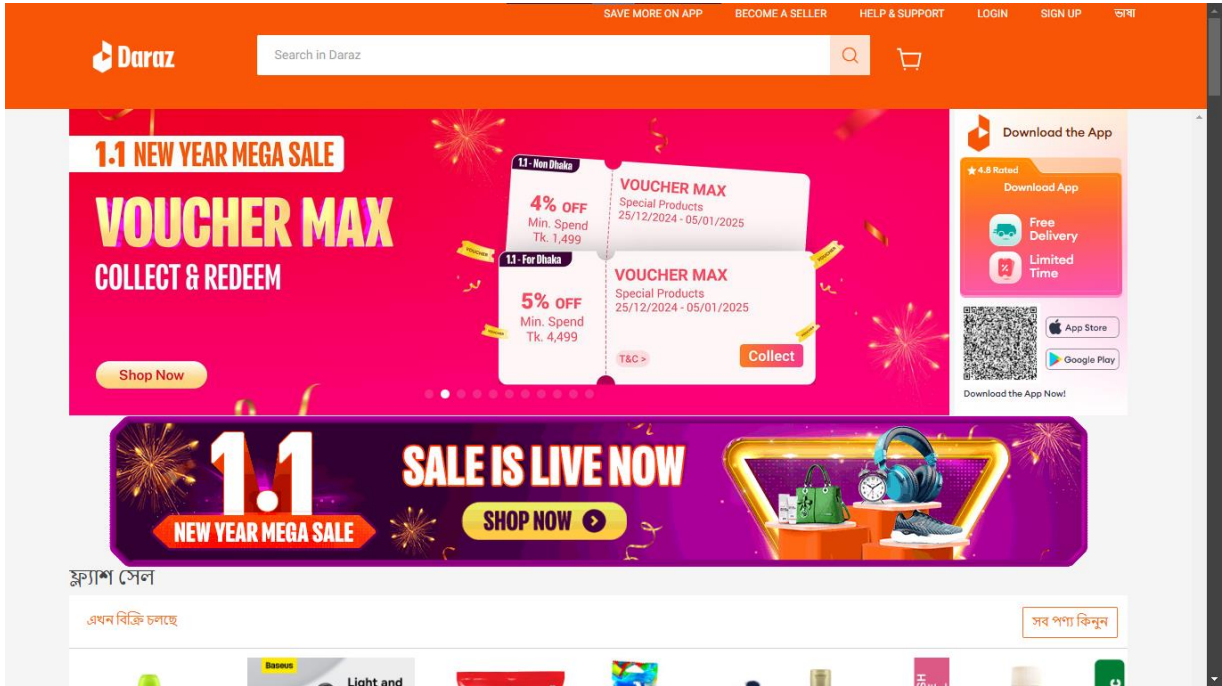 SAVE MORE ON APP BECOME A SELLER HELP & SUPPORT LOGIN SIGN UP ভাষা
Daraz
Search in Daraz
1.1 NEW YEAR MEGA SALE
VOUCHER MAX
COLLECT & REDEEM
Shop Now
1.1 - Non Dhaka
4% OFF
Min. Spend
Tk. 1,499
VOUCHER MAX
Special Products
25/12/2024 - 05/01/2025
VOUCHER
VOUCHER
1.1 - For Dhaka
5% OFF
Min. Spend
Tk. 4,499
VOUCHER MAX
Special Products
25/12/2024 - 05/01/2025
T&C >
Collect
Download the App
4.8 Rated
Download App
Free
Delivery
Limited
Time
App Store
Google Play
Download the App Now!
1.1
NEW YEAR MEGA SALE
SALE IS LIVE NOW
SHOP NOW
ফ্ল্যাশ সেল
এখন বিক্রি চলছে
সব পণ্য কিনুন
Baseus
Light and